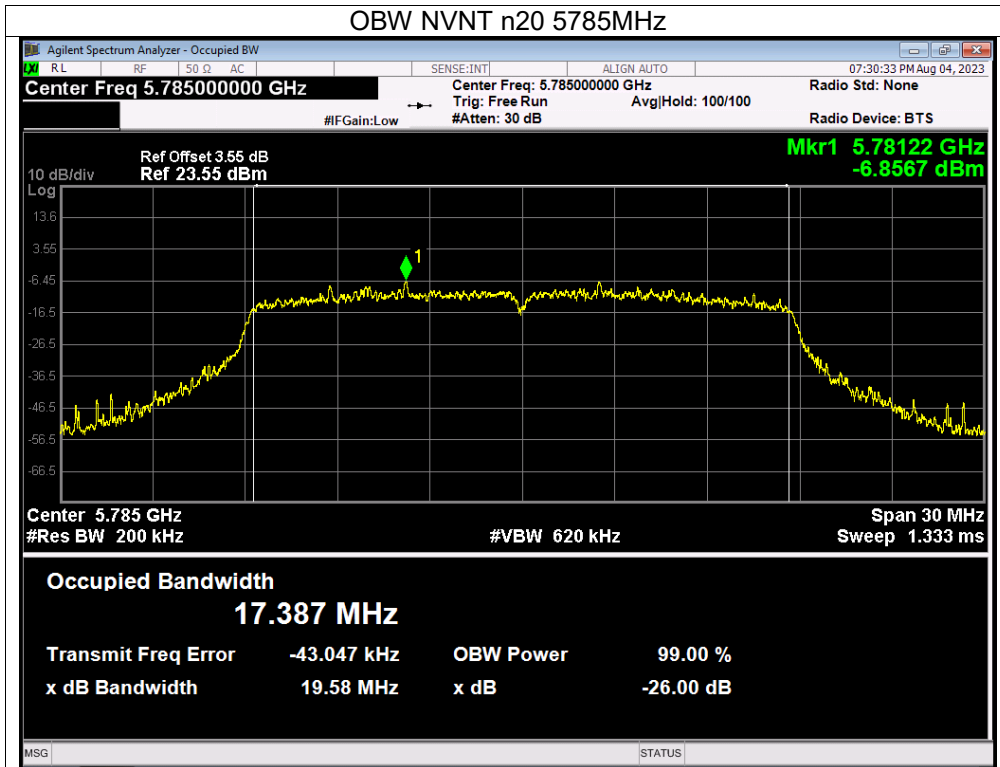 OBW NVNT n20 5785MHz
Agilent Spectrum Analyzer - Occupied BW
LXI RL RF 50 Ω AC SENSE:INT ALIGN AUTO 07:30:33 PM Aug 04, 2023
Center Freq 5.785000000 GHz Center Freq: 5.785000000 GHz Radio Std: None
Trig: Free Run Avg|Hold: 100/100
#IFGain:Low #Atten: 30 dB Radio Device: BTS
Mkr1 5.78122 GHz
-6.8567 dBm
Ref Offset 3.55 dB
10 dB/div Ref 23.55 dBm
Log
13.6
3.55
1
-6.45
-16.5
-26.5
-36.5
-46.5
-56.5
-66.5
Center 5.785 GHz Span 30 MHz
#Res BW 200 kHz #VBW 620 kHz Sweep 1.333 ms
Occupied Bandwidth
17.387 MHz
Transmit Freq Error -43.047 kHz OBW Power 99.00 %
x dB Bandwidth 19.58 MHz x dB -26.00 dB
MSG STATUS